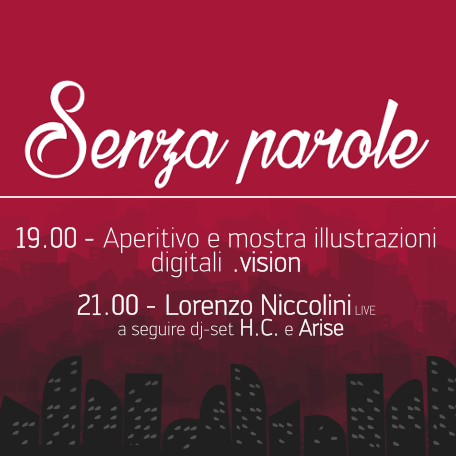 Senza parole
19.00 - Aperitivo e mostra illustrazioni
digitali .vision
21.00 - Lorenzo Niccolini LIVE
a seguire dj-set H.C. e Arise